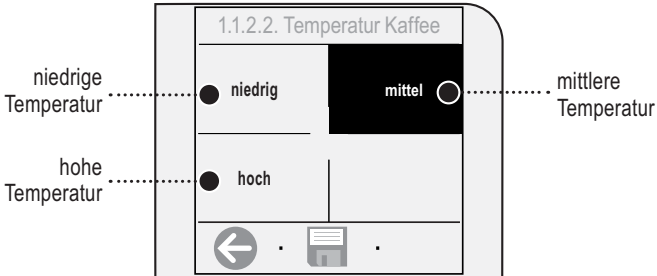 1.1.2.2. Temperatur Kaffee
niedrige
Temperatur
niedrig
mittel
mittlere
Temperatur
hohe
Temperatur
hoch